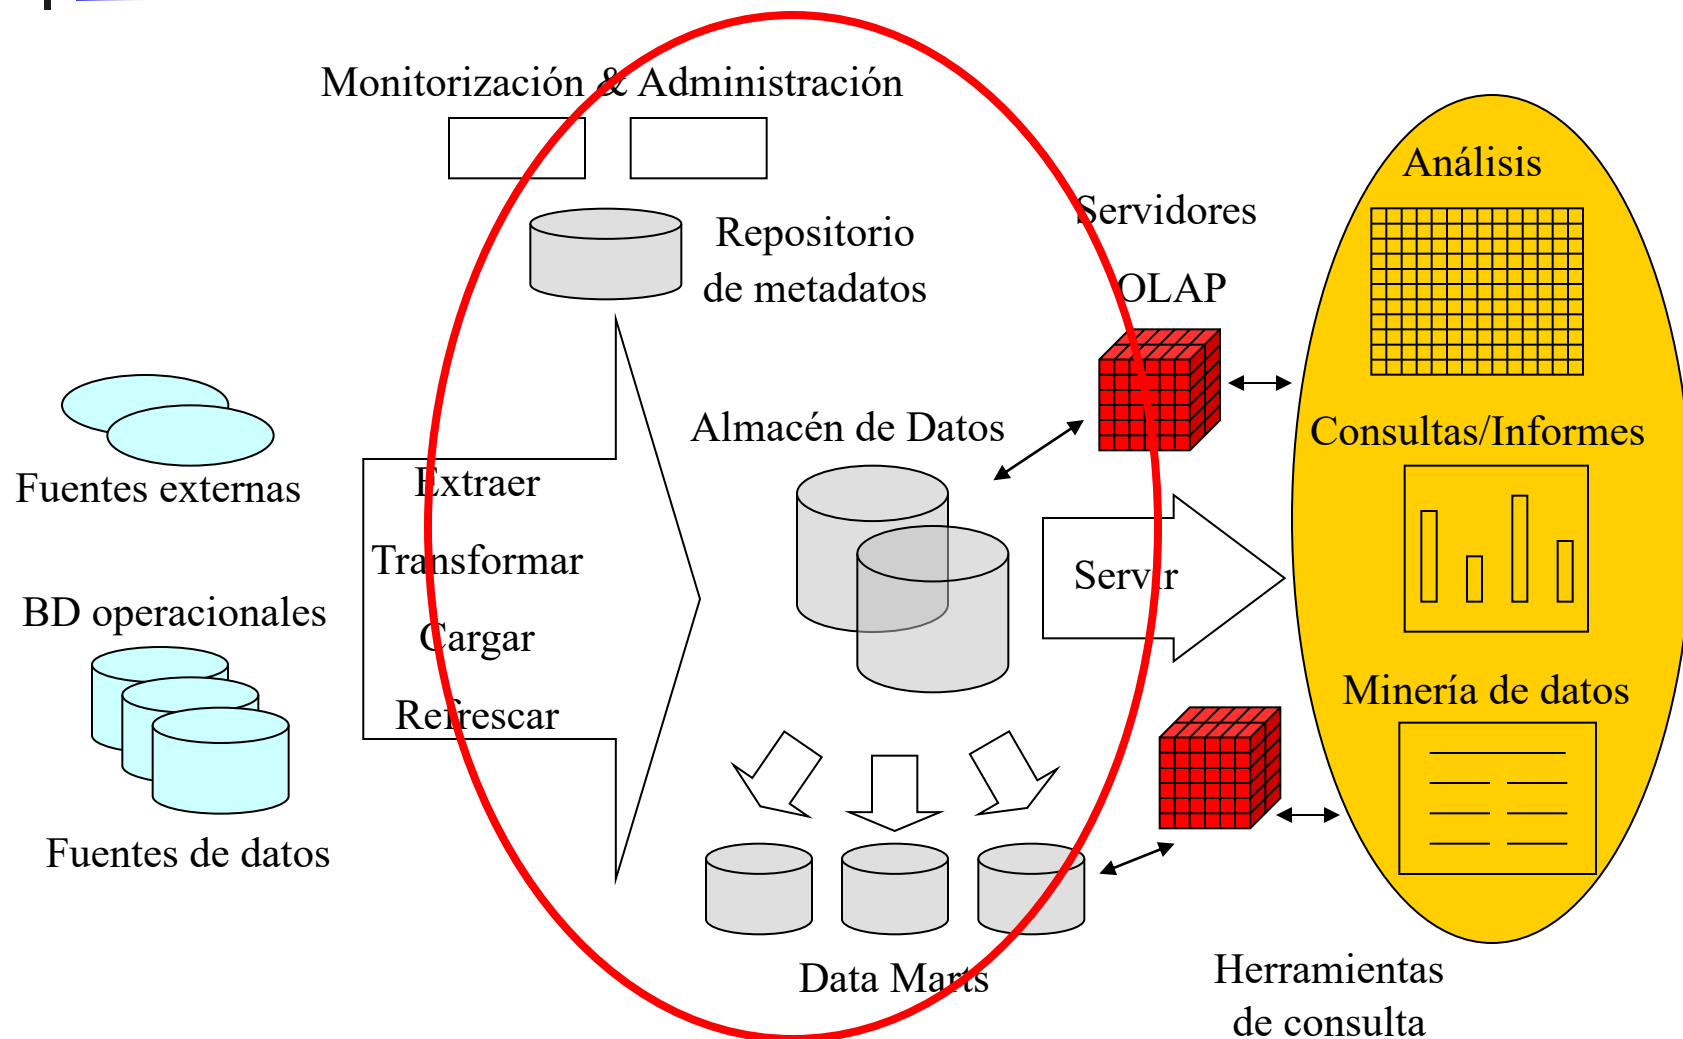 Monitorización & Administración
Repositorio
de metadatos
Servidores
OLAP
Análisis
Consultas/Informes
Minería de datos
Almacén de Datos
Fuentes externas
Extraer
Transformar
Cargar
Refrescar
Servir
BD operacionales
Fuentes de datos
Data Marts
Herramientas
de consulta